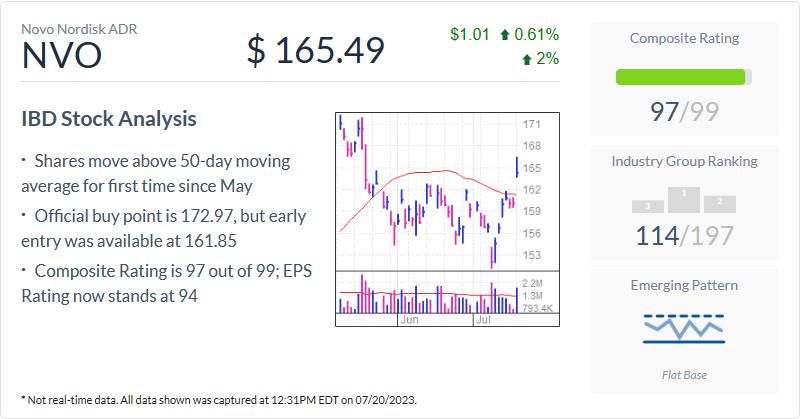 Novo Nordisk ADR
NVO
$ 165.49
$1.01 0.61%
2%
IBD Stock Analysis
• Shares move above 50-day moving
average for first time since May
• Official buy point is 172.97, but early
entry was available at 161.85
• Composite Rating is 97 out of 99; EPS
Rating now stands at 94
171
168
165
162
159
156
153
2.2M
1.3M
793.4K
Jun
Jul
Composite Rating
97/99
Industry Group Ranking
3
1
2
114/197
Emerging Pattern
Flat Base
* Not real-time data. All data shown was captured at 12:31PM EDT on 07/20/2023.